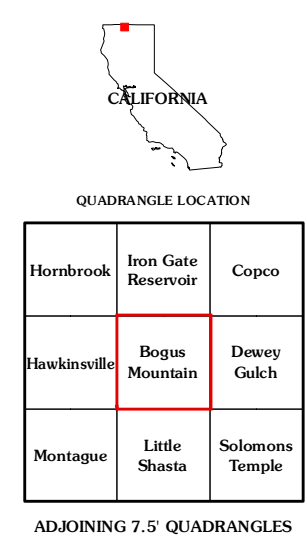 CALIFORNIA
QUADRANGLE LOCATION
Hornbrook
Iron Gate
Reservoir
Copco
Hawkinsville
Bogus
Mountain
Dewey
Gulch
Montague
Little
Shasta
Solomons
Temple
ADJOINING 7.5' QUADRANGLES